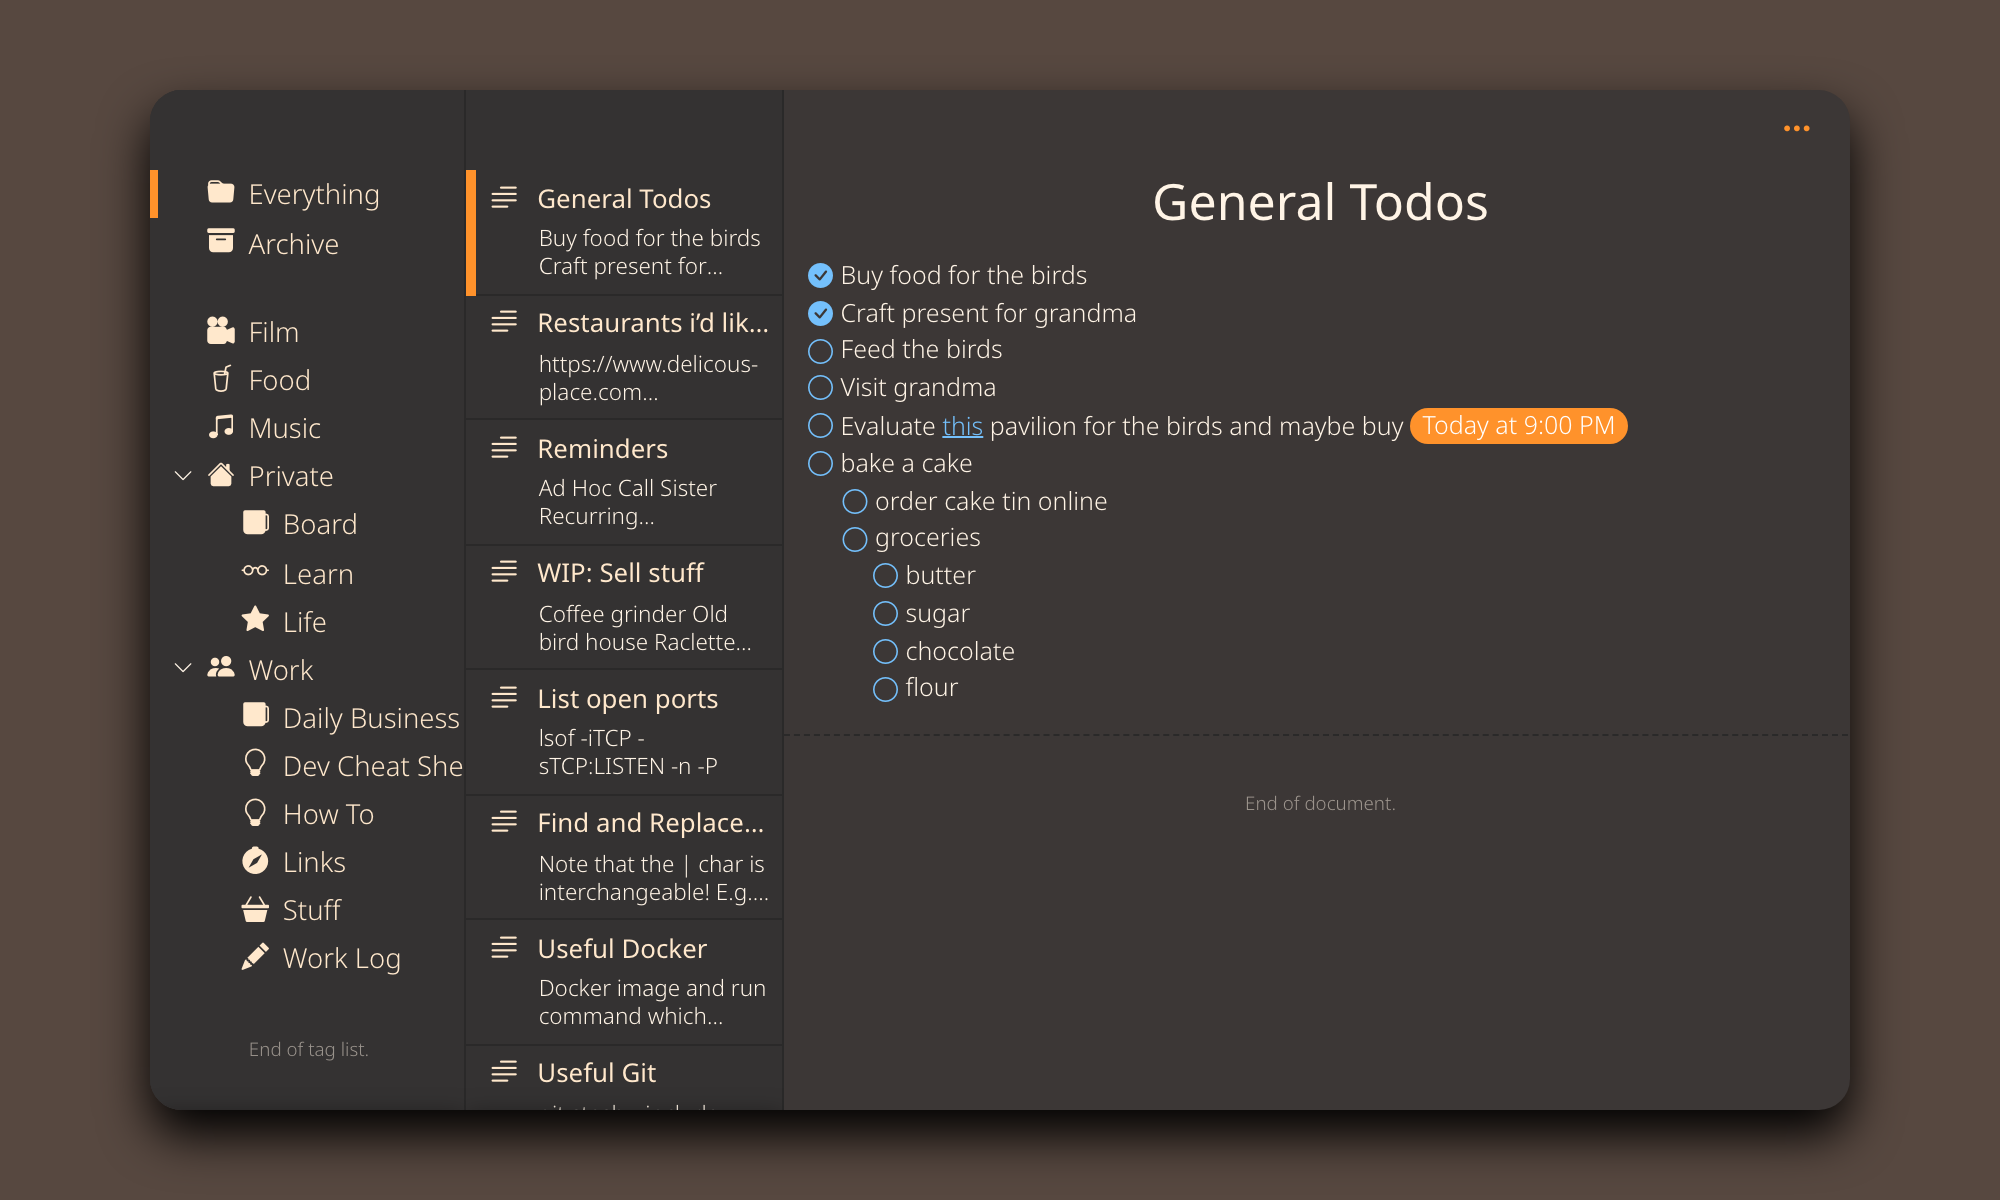 Everything
Archive
Film
Food
Music
Private
Board
Learn
Life
Work
Daily Business
Dev Cheat She
How To
Links
Stuff
Work Log
End of tag list.
General Todos
Buy food for the birds
Craft present for...
Restaurants i’d lik...
https://www.delicous-
place.com...
Reminders
Ad Hoc Call Sister
Recurring...
WIP: Sell stuff
Coffee grinder Old
bird house Raclette...
List open ports
lsof -iTCP -
sTCP:LISTEN -n -P
Find and Replace...
Note that the | char is
interchangeable! E.g....
Useful Docker
Docker image and run
command which...
Useful Git
General Todos
Buy food for the birds
Craft present for grandma
Feed the birds
Visit grandma
Evaluate this pavilion for the birds and maybe buy Today at 9:00 PM
bake a cake
order cake tin online
groceries
butter
sugar
chocolate
flour
End of document.